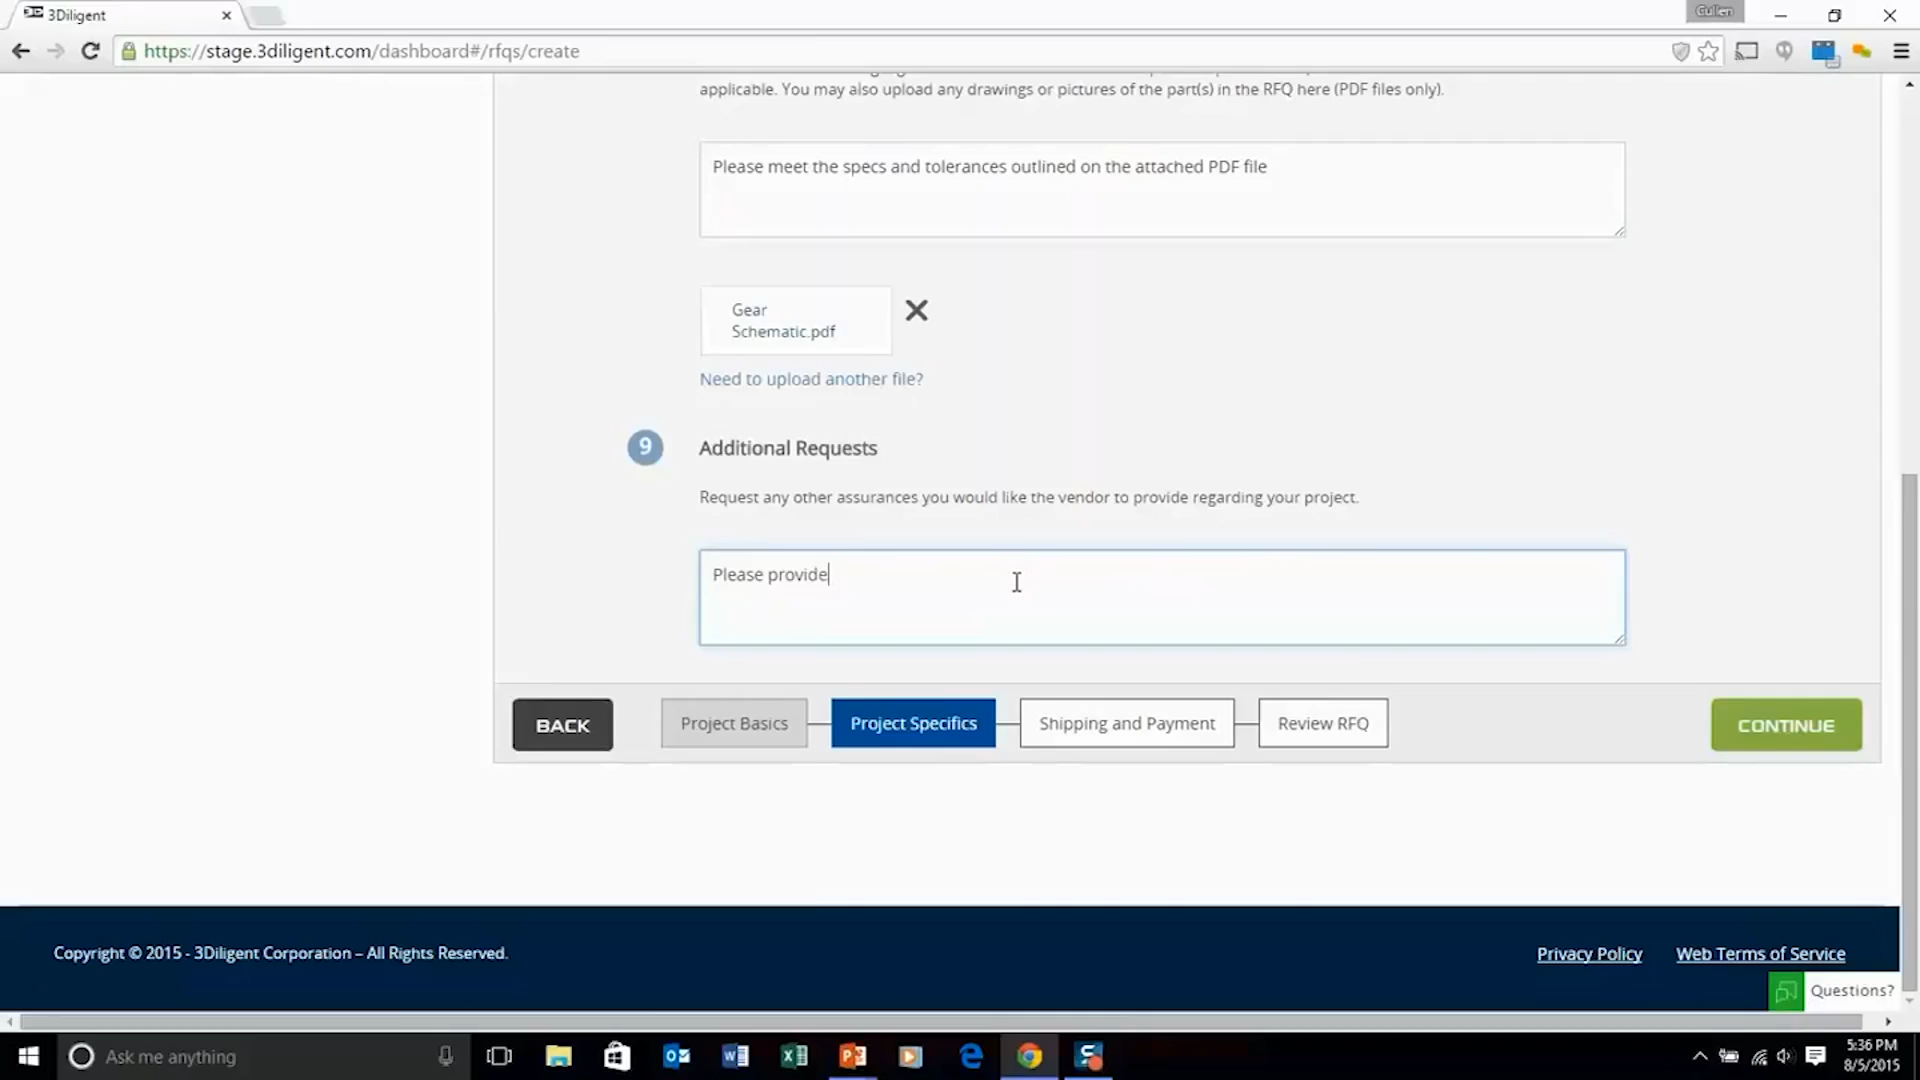 3Diligent
Cullen
https://stage.3diligent.com/dashboard#/rfqs/create
applicable. You may also upload any drawings or pictures of the part(s) in the RFQ here (PDF files only).
Please meet the specs and tolerances outlined on the attached PDF file
Gear
Schematic.pdf
Need to upload another file?
9 Additional Requests
Request any other assurances you would like the vendor to provide regarding your project.
Please provide
BACK Project Basics Project Specifics Shipping and Payment Review RFQ CONTINUE
Copyright © 2015 - 3Diligent Corporation – All Rights Reserved. Privacy Policy Web Terms of Service
Questions?
Ask me anything
5:36 PM
8/5/2015